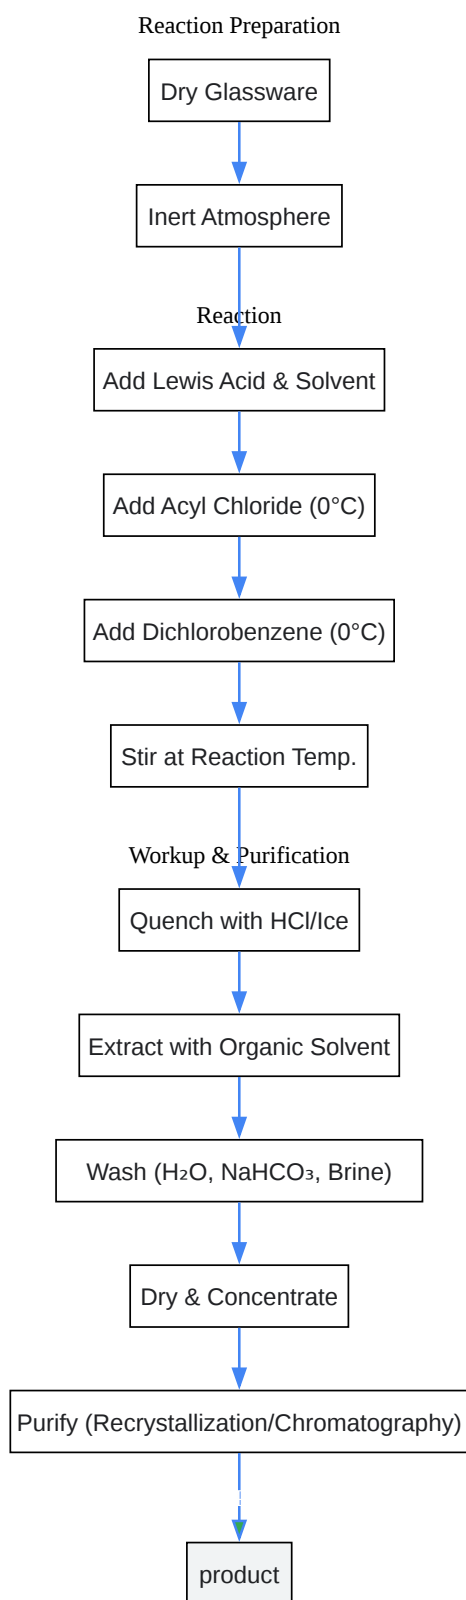 Reaction Preparation
Dry Glassware
Inert Atmosphere
Reaction
Add Lewis Acid & Solvent
Add Acyl Chloride (0°C)
Add Dichlorobenzene (0°C)
Stir at Reaction Temp.
Workup & Purification
Quench with HCl/Ice
Extract with Organic Solvent
Wash (H₂O, NaHCO₃, Brine)
Dry & Concentrate
Purify (Recrystallization/Chromatography)
product